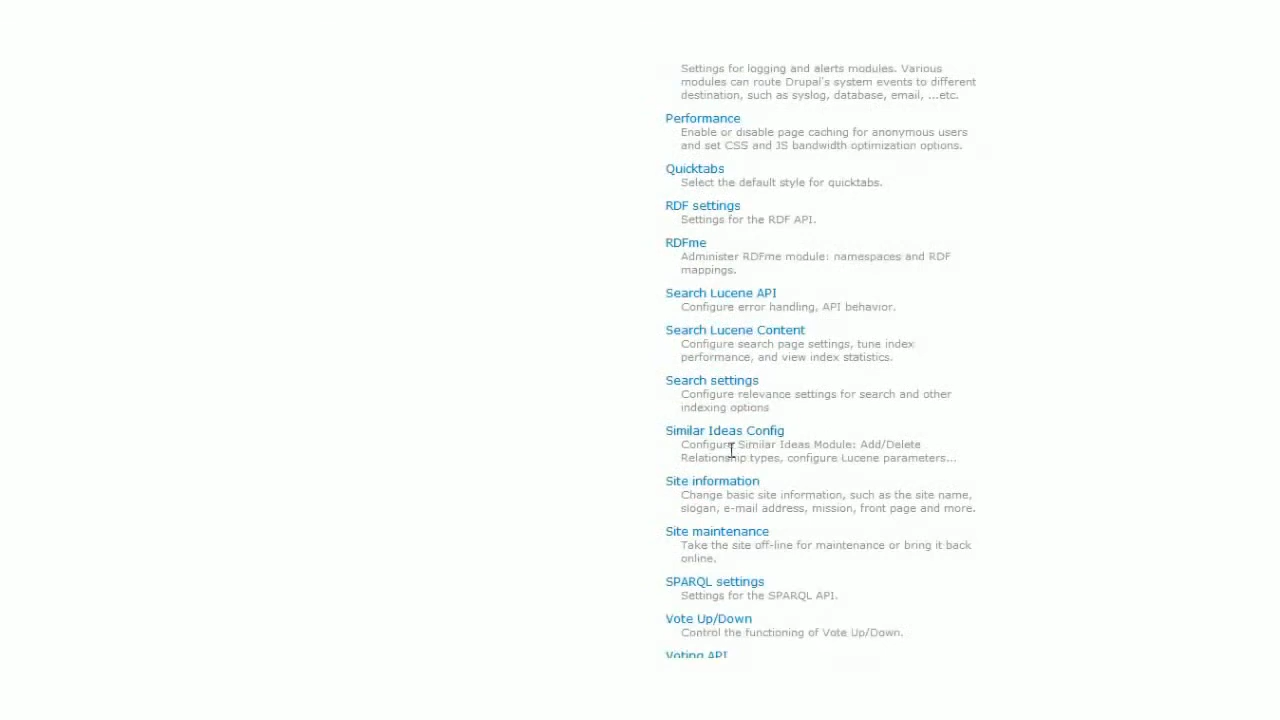 Settings for logging and alerts modules. Various
modules can route Drupal's system events to different
destination, such as syslog, database, email, ...etc.
Performance
Enable or disable page caching for anonymous users
and set CSS and JS bandwidth optimization options.
Quicktabs
Select the default style for quicktabs.
RDF settings
Settings for the RDF API.
RDFme
Administer RDFme module: namespaces and RDF
mappings.
Search Lucene API
Configure error handling, API behavior.
Search Lucene Content
Configure search page settings, tune index
performance, and view index statistics.
Search settings
Configure relevance settings for search and other
indexing options
Similar Ideas Config
Configure Similar Ideas Module: Add/Delete
Relationship types, configure Lucene parameters...
Site information
Change basic site information, such as the site name,
slogan, e-mail address, mission, front page and more.
Site maintenance
Take the site off-line for maintenance or bring it back
online.
SPARQL settings
Settings for the SPARQL API.
Vote Up/Down
Control the functioning of Vote Up/Down.
Voting API